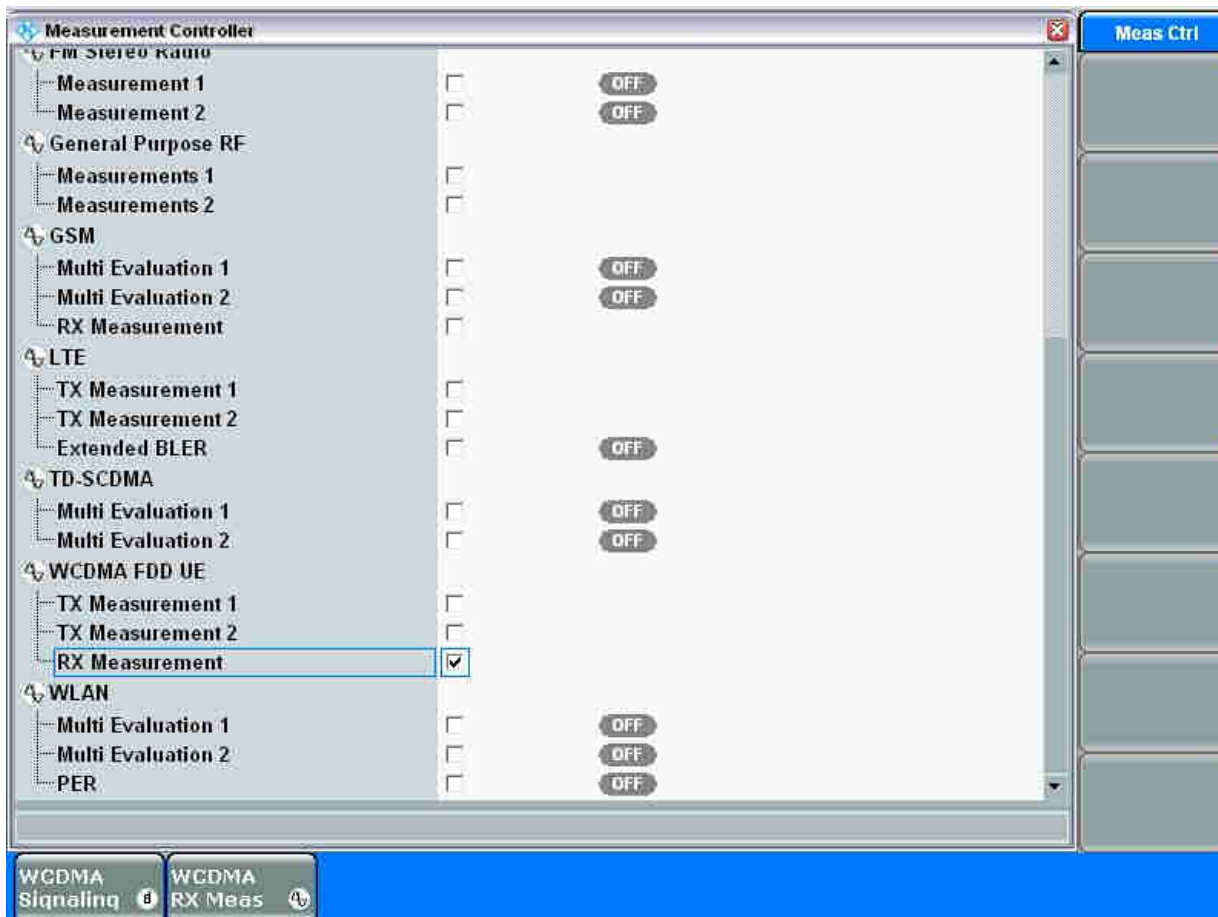 Measurement Controller
Meas Ctrl
FM Stereo Radio
Measurement 1 OFF
Measurement 2 OFF
General Purpose RF
Measurements 1
Measurements 2
GSM
Multi Evaluation 1 OFF
Multi Evaluation 2 OFF
RX Measurement
LTE
TX Measurement 1
TX Measurement 2
Extended BLER OFF
TD-SCDMA
Multi Evaluation 1 OFF
Multi Evaluation 2 OFF
WCDMA FDD UE
TX Measurement 1
TX Measurement 2
RX Measurement
WLAN
Multi Evaluation 1 OFF
Multi Evaluation 2 OFF
PER OFF
WCDMA
Signaling
WCDMA
RX Meas